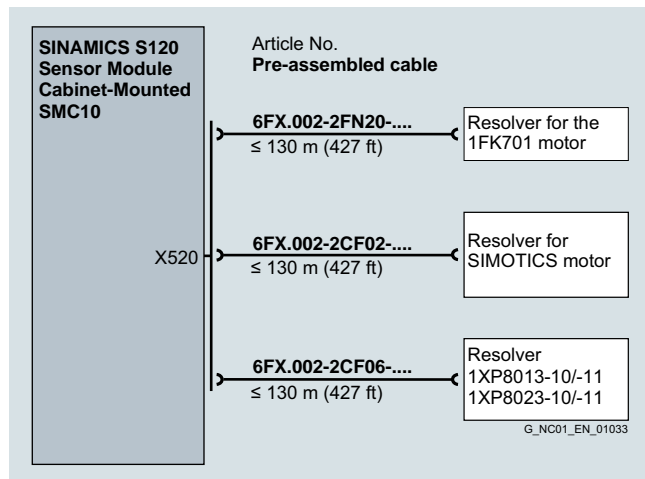 SINAMICS S120
Sensor Module
Cabinet-Mounted
SMC10
Article No.
Pre-assembled cable
6FX.002-2FN20-....
≤ 130 m (427 ft)
Resolver for the
1FK701 motor
X520
6FX.002-2CF02-....
≤ 130 m (427 ft)
Resolver for
SIMOTICS motor
6FX.002-2CF06-....
≤ 130 m (427 ft)
Resolver
1XP8013-10/-11
1XP8023-10/-11
G_NC01_EN_01033